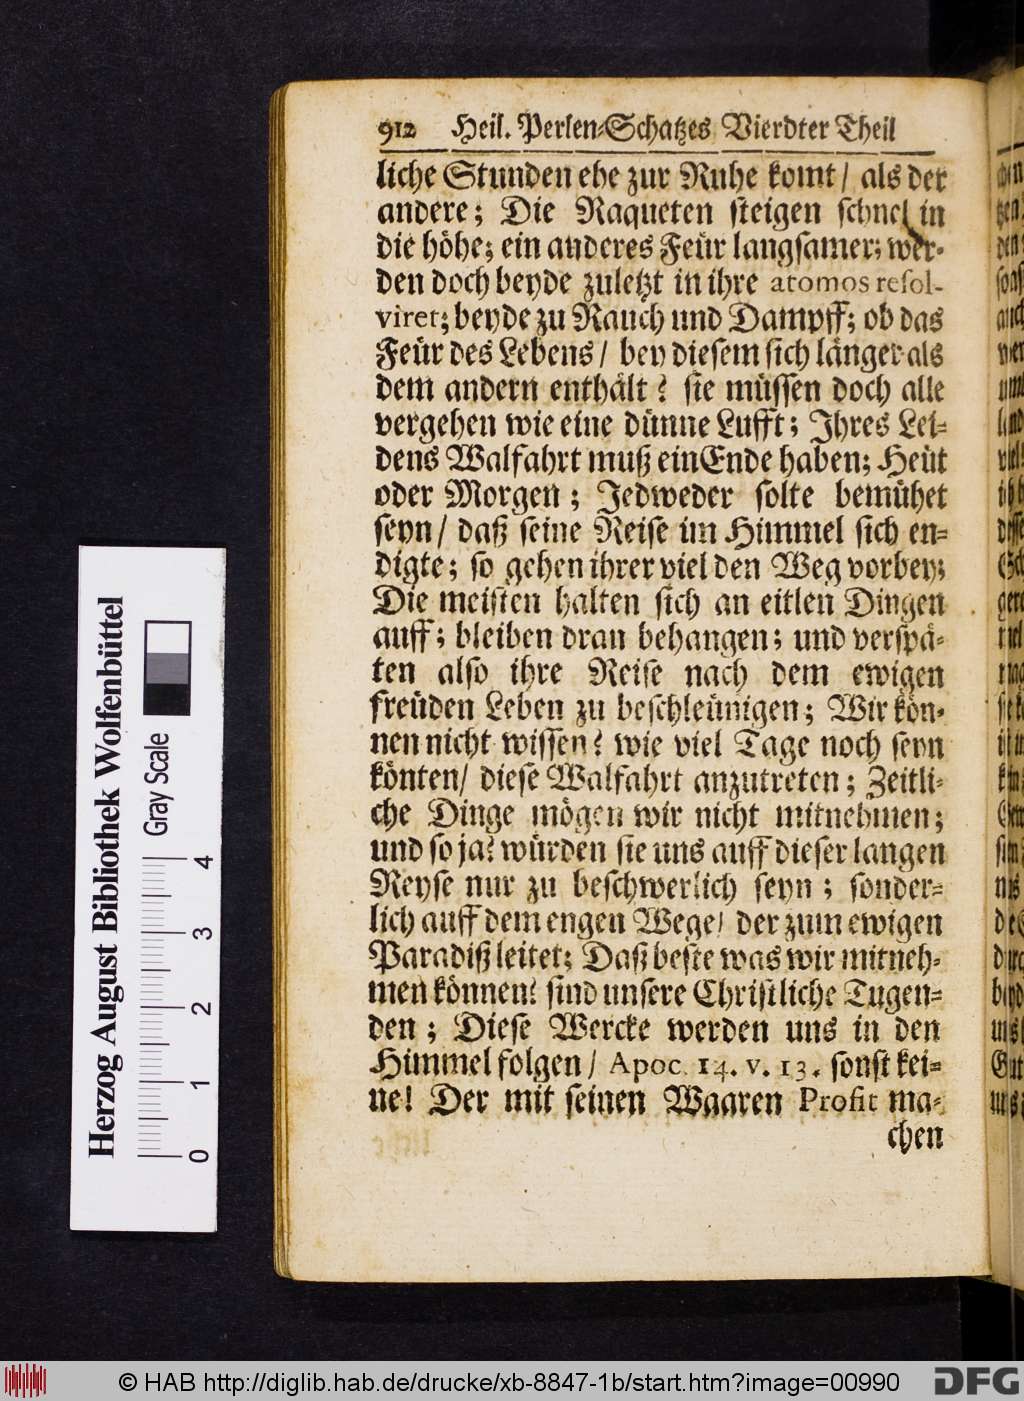 912 Heil. Perlen-Schatzes Vierdter Theil
liche Stunden ehe zur Ruhe komt / als der
andere; Die Raqueten steigen schnel in
die höhe; ein anderes Feür langsamer; wer-
den doch beyde zuletzt in ihre atomos resol-
viret; beyde zu Rauch und Dampff; ob das
Feür des Lebens / bey diesem sich länger als
dem andern enthält? sie müssen doch alle
vergehen wie eine dünne Lufft; Ihres Lei-
dens Walfahrt muß ein Ende haben; Heüt
oder Morgen; Jedweder solte bemühet
seyn / daß seine Reise im Himmel sich en-
digte; so gehen ihrer viel den Weg vorbey;
Die meisten halten sich an eitlen Dingen
auff; bleiben dran behangen; und verspä-
ten also ihre Reise nach dem ewigen
freüden Leben zu beschleünigen; Wir kön-
nen nicht wissen? wie viel Tage noch seyn
könten / diese Walfahrt anzutreten; Zeitli-
che Dinge mögen wir nicht mitnehmen;
und so ja? würden sie uns auff dieser langen
Reyse nur zu beschwerlich seyn; sonder-
lich auff dem engen Wege / der zum ewigen
Paradiß leitet; Daß beste was wir mitneh-
men können? sind unsere Christliche Tugen-
den; Diese Wercke werden uns in den
Himmel folgen / Apoc. 14. v. 13. sonst kei-
ne! Der mit seinen Waaren Profit ma-
chen
Herzog August Bibliothek Wolfenbüttel
Gray Scale
0 1 2 3 4
© HAB http://diglib.hab.de/drucke/xb-8847-1b/start.htm?image=00990
DFG